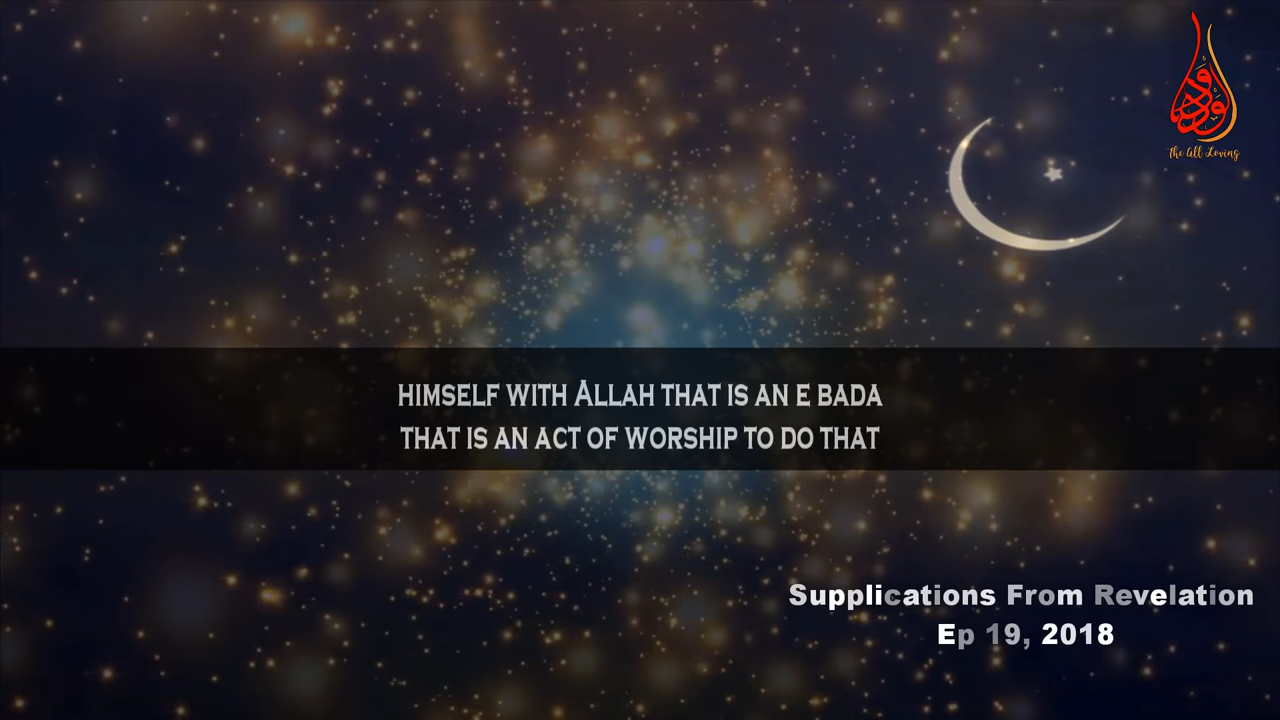 الودود
The All Loving
himself with Allah that is an e bada
that is an act of worship to do that
Supplications From Revelation
Ep 19, 2018